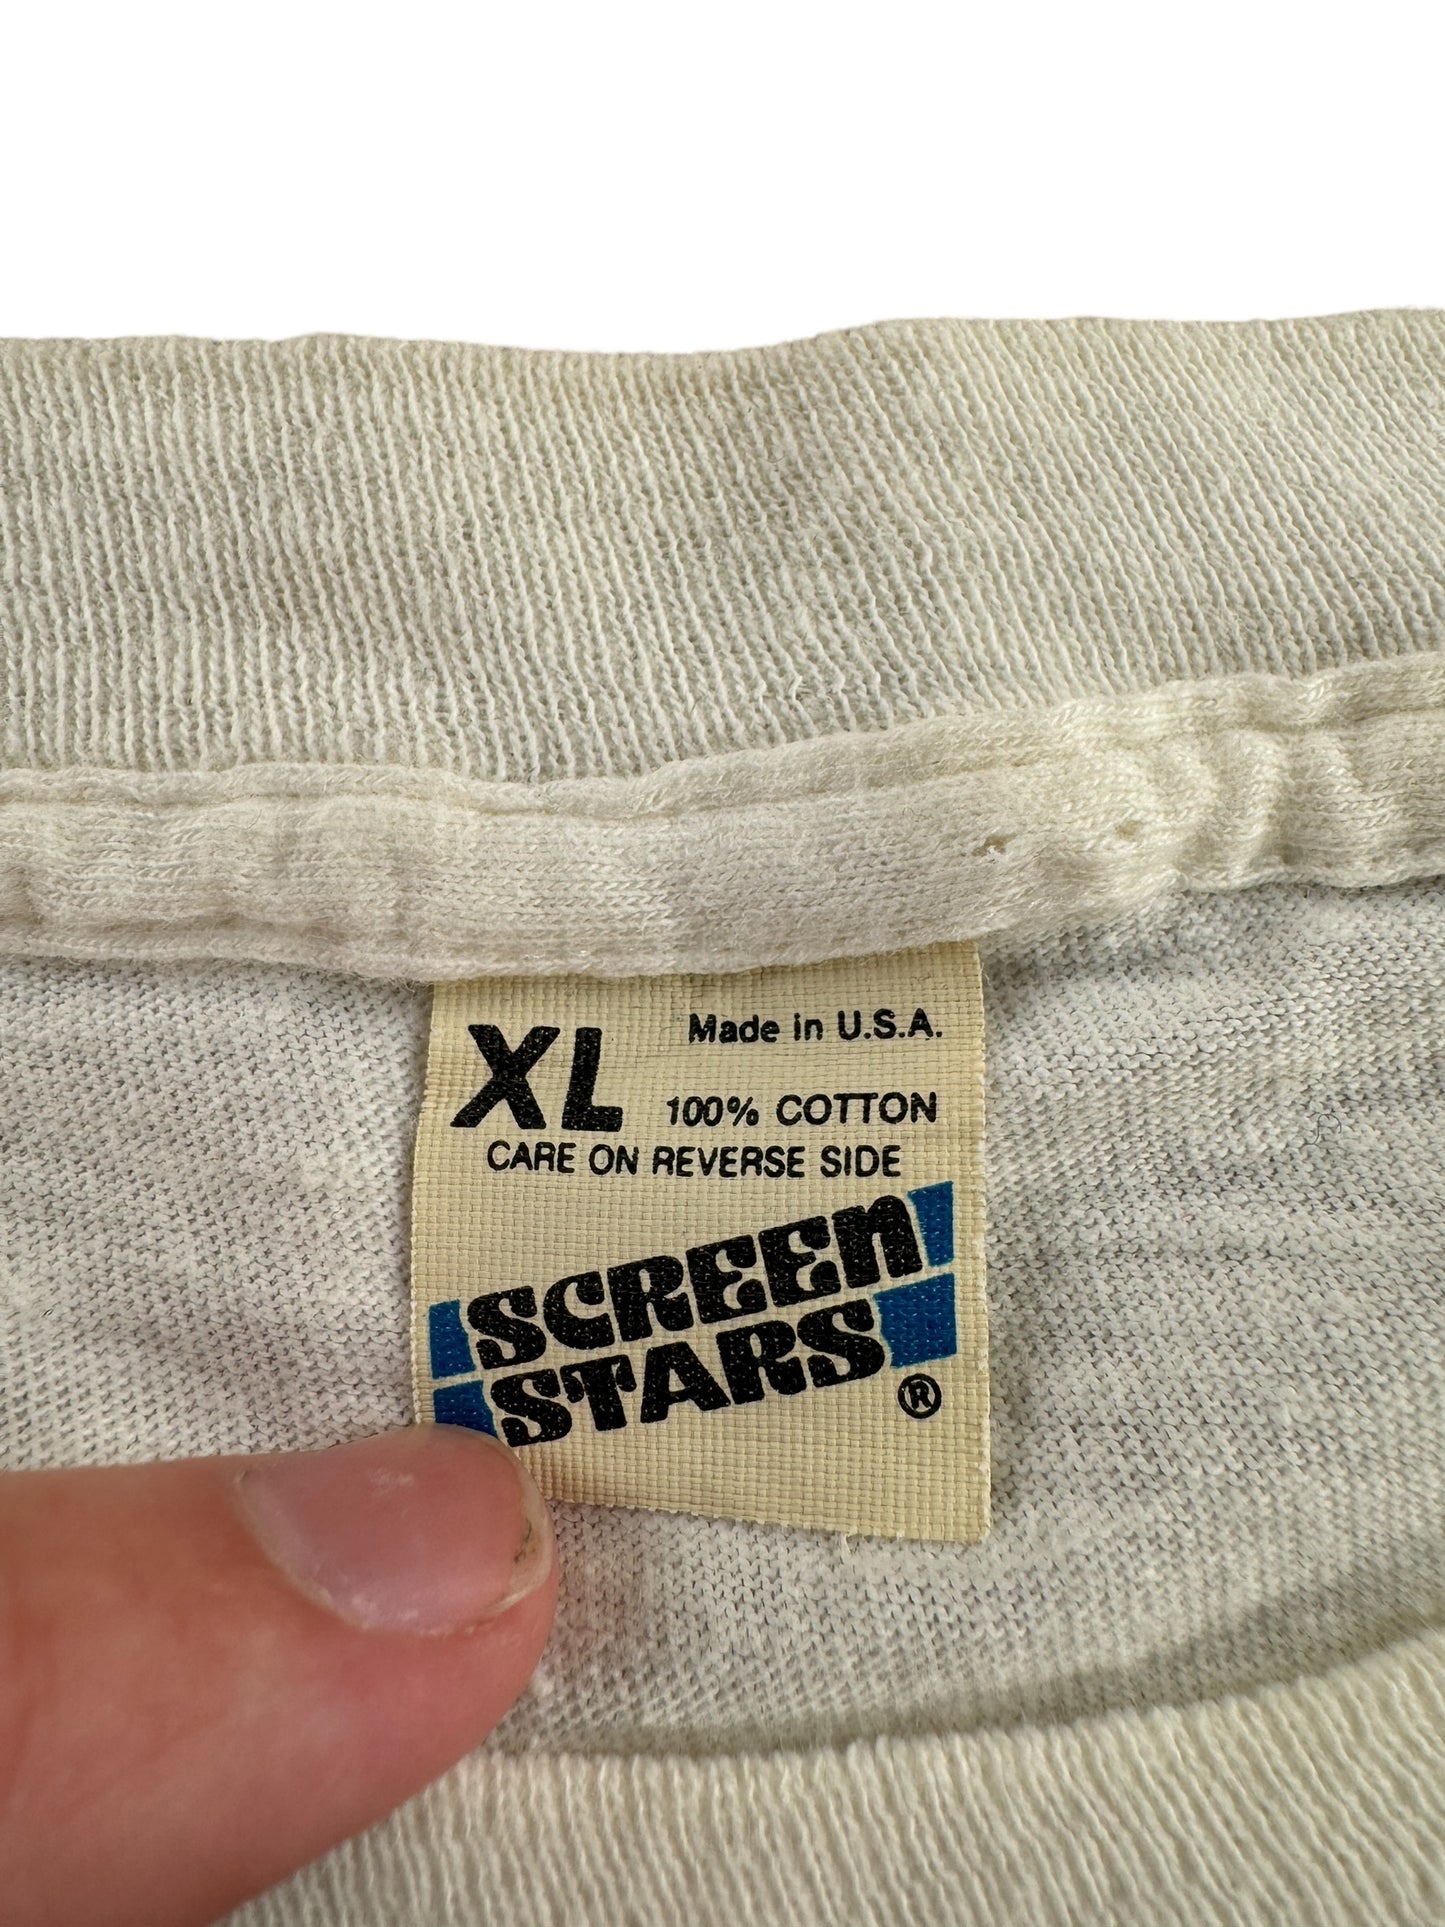 XL Made in U.S.A.
100% COTTON
CARE ON REVERSE SIDE
SCREEN
STARS ®